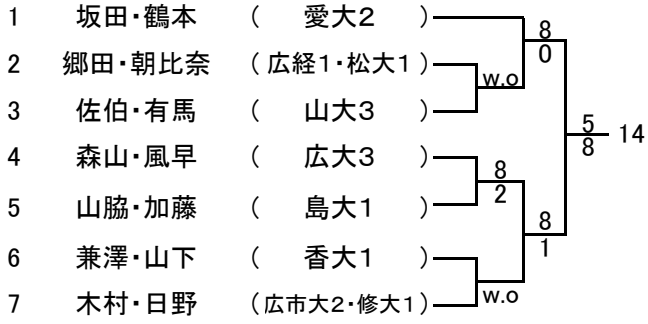 1 坂田・鶴本 ( 愛大2 )
8
0
2 郷田・朝比奈 (広経1・松大1)
w.o
3 佐伯・有馬 ( 山大3 )
5
8
14
4 森山・風早 ( 広大3 )
8
2
5 山脇・加藤 ( 島大1 )
8
1
6 兼澤・山下 ( 香大1 )
w.o
7 木村・日野 (広市大2・修大1)